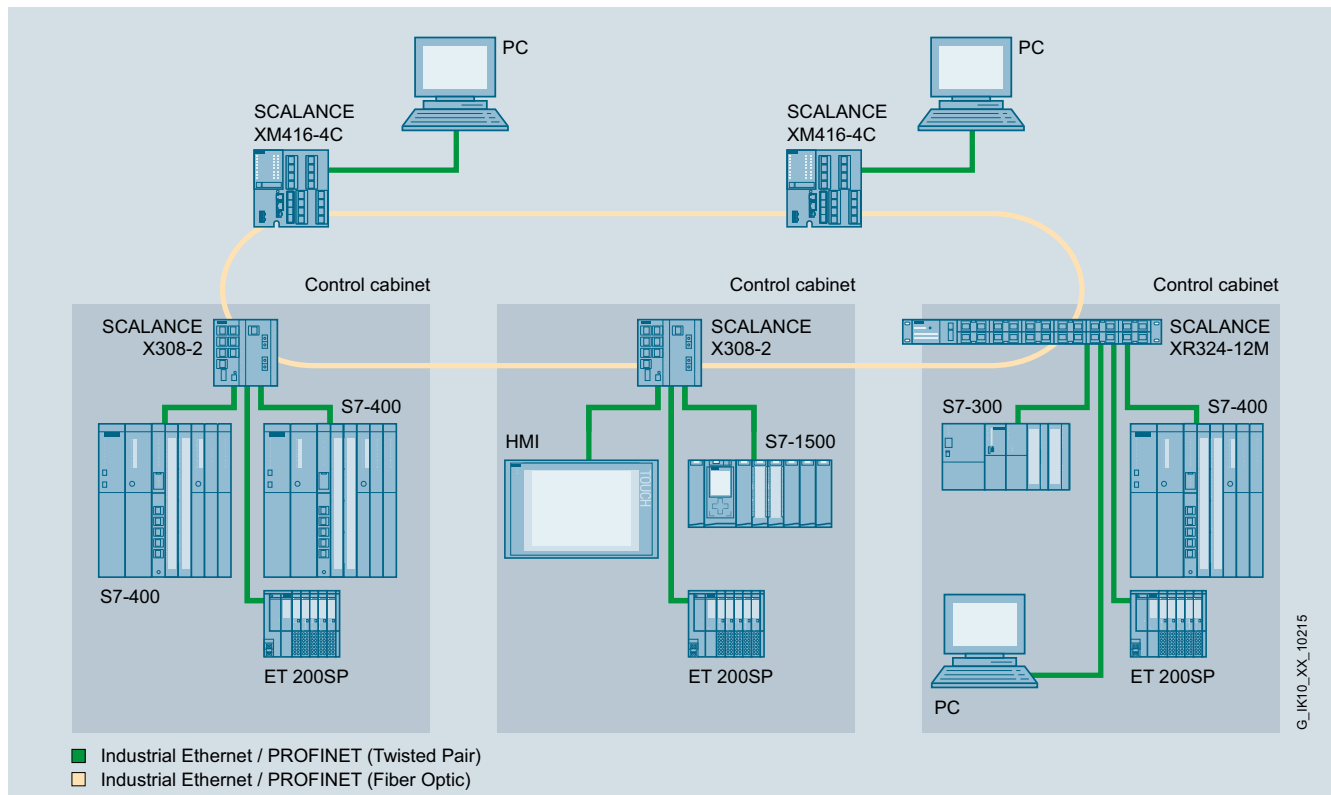 PC
PC
SCALANCE
XM416-4C
SCALANCE
XM416-4C
Control cabinet
Control cabinet
Control cabinet
SCALANCE
X308-2
SCALANCE
X308-2
SCALANCE
XR324-12M
S7-400
S7-400
ET 200SP
HMI
TOUCH
S7-1500
ET 200SP
S7-300
S7-400
PC
ET 200SP
G_IK10_XX_10215
Industrial Ethernet / PROFINET (Twisted Pair)
Industrial Ethernet / PROFINET (Fiber Optic)